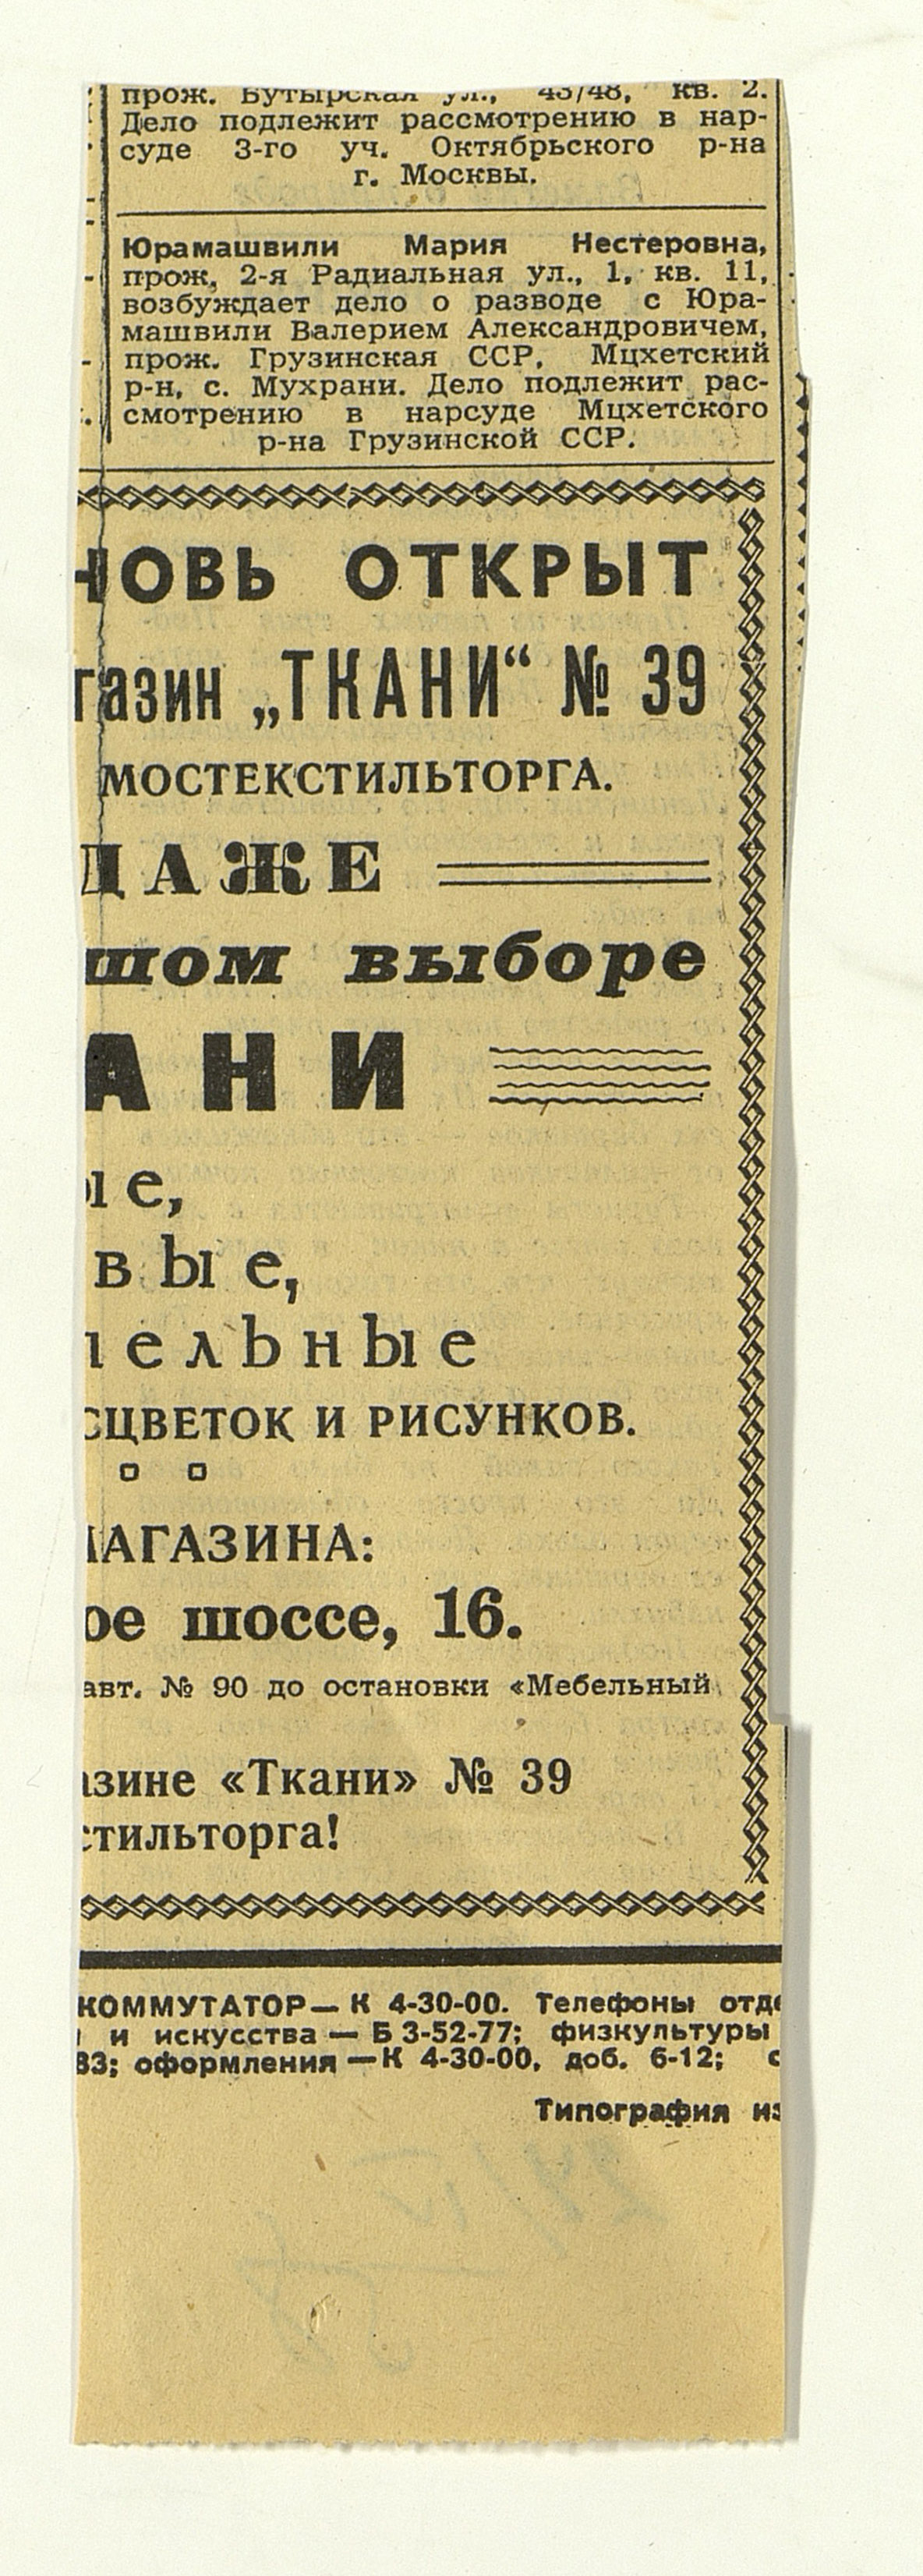 прож. Бутырская ул., 43/48, кв. 2.
Дело подлежит рассмотрению в нар-
суде 3-го уч. Октябрьского р-на
г. Москвы.
Юрамашвили Мария Нестеровна,
прож. 2-я Радиальная ул., 1, кв. 11,
возбуждает дело о разводе с Юра-
машвили Валерием Александровичем,
прож. Грузинская ССР, Мцхетский
р-н, с. Мухрани. Дело подлежит рас-
смотрению в нарсуде Мцхетского
р-на Грузинской ССР.
НОВЬ ОТКРЫТ
газин „ТКАНИ“ № 39
МОСТЕКСТИЛЬТОРГА.
ДАЖЕ
шом выборе
АНИ
ые,
вые,
ельные
СЦВЕТОК И РИСУНКОВ.
МАГАЗИНА:
ое шоссе, 16.
авт. № 90 до остановки «Мебельный
азине «Ткани» № 39
стильторга!
КОММУТАТОР — К 4-30-00. Телефоны отде
и искусства — Б 3-52-77; физкультуры
83; оформления — К 4-30-00, доб. 6-12; с
Типография из